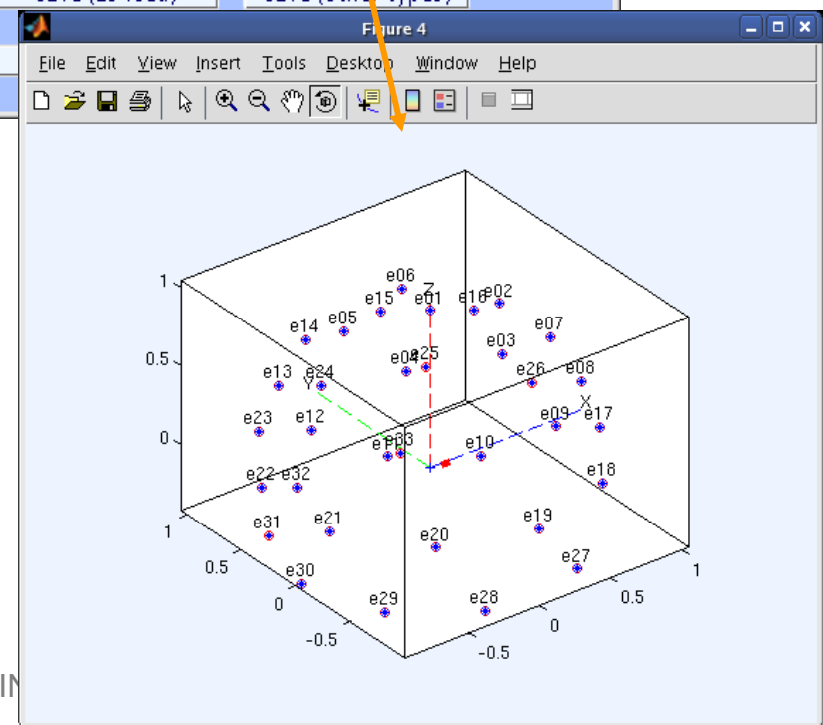 Figure 4
File Edit View Insert Tools Desktop Window Help
e06
Z
e15 e01 e16 e02
e14 e05 e07
e03
e04 e25
e13 e24 e26 e08
Y
X
e23 e12 e09 e17
e11 e33 e10
e22 e32 e18
e31 e21 e20 e19
e30 e27
e29 e28
1
0.5
0
1
0.5
0
-0.5
-0.5
0
0.5
1
IN